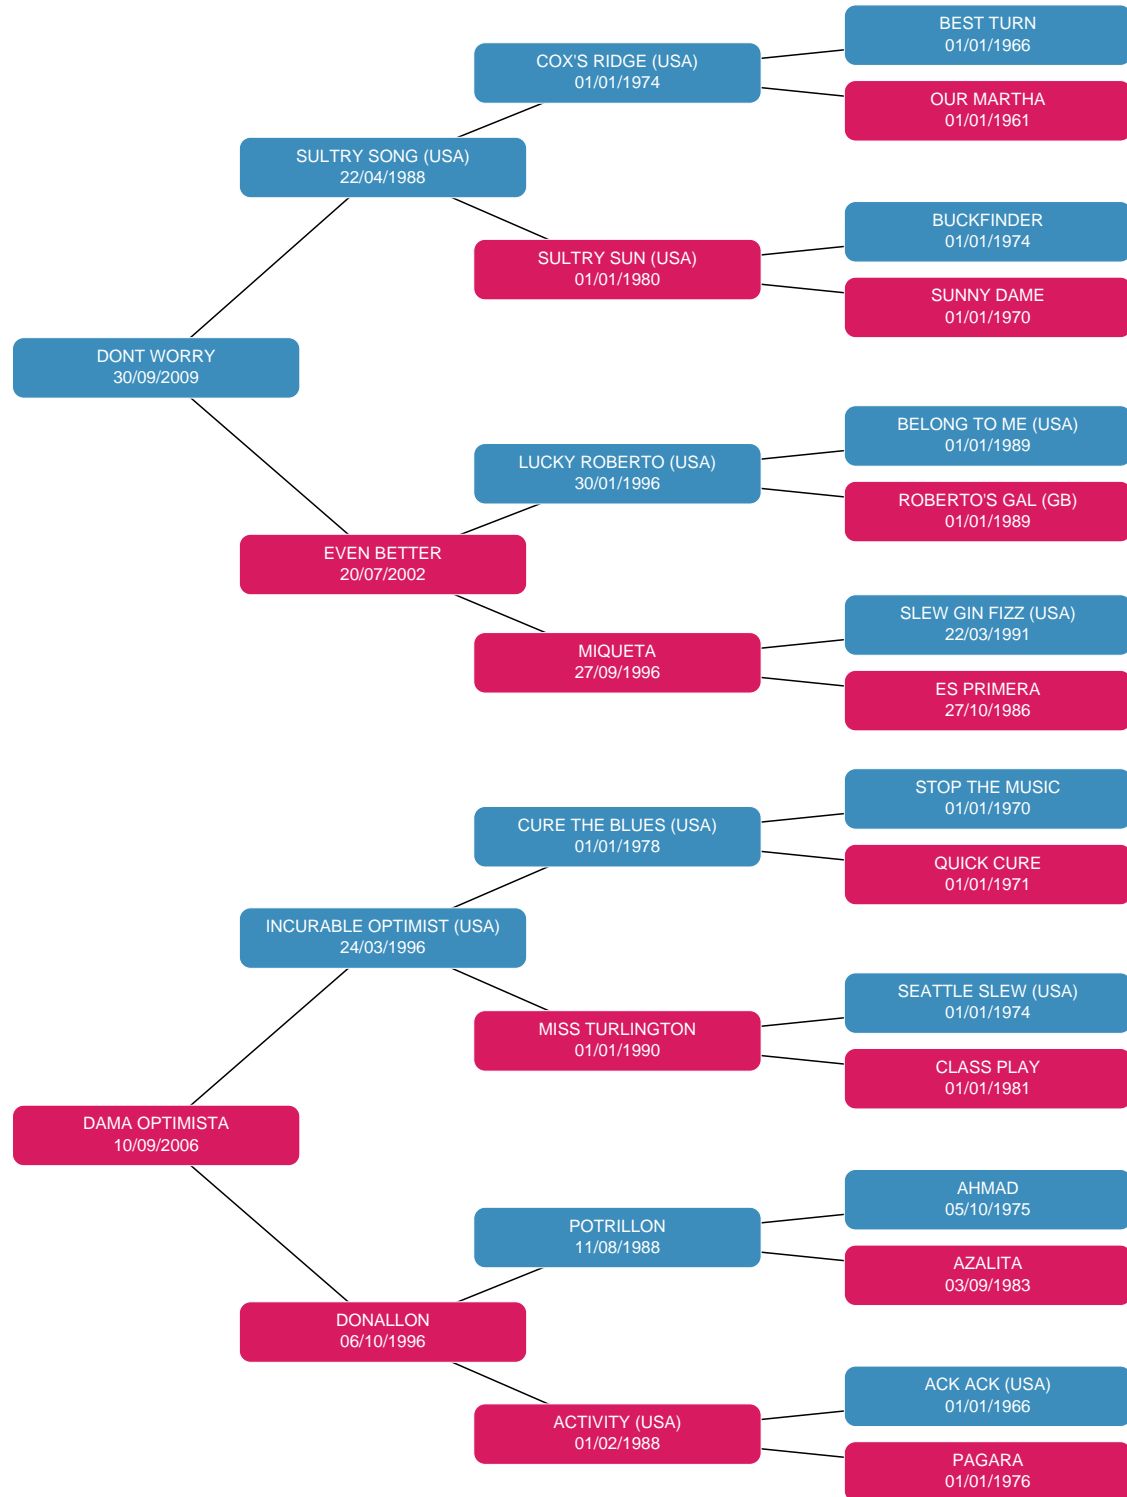 BEST TURN
01/01/1966
COX'S RIDGE (USA)
01/01/1974
OUR MARTHA
01/01/1961
SULTRY SONG (USA)
22/04/1988
BUCKFINDER
01/01/1974
SULTRY SUN (USA)
01/01/1980
SUNNY DAME
01/01/1970
DONT WORRY
30/09/2009
BELONG TO ME (USA)
01/01/1989
LUCKY ROBERTO (USA)
30/01/1996
ROBERTO'S GAL (GB)
01/01/1989
EVEN BETTER
20/07/2002
SLEW GIN FIZZ (USA)
22/03/1991
MIQUETA
27/09/1996
ES PRIMERA
27/10/1986
STOP THE MUSIC
01/01/1970
CURE THE BLUES (USA)
01/01/1978
QUICK CURE
01/01/1971
INCURABLE OPTIMIST (USA)
24/03/1996
SEATTLE SLEW (USA)
01/01/1974
MISS TURLINGTON
01/01/1990
CLASS PLAY
01/01/1981
DAMA OPTIMISTA
10/09/2006
AHMAD
05/10/1975
POTRILLON
11/08/1988
AZALITA
03/09/1983
DONALLON
06/10/1996
ACK ACK (USA)
01/01/1966
ACTIVITY (USA)
01/02/1988
PAGARA
01/01/1976